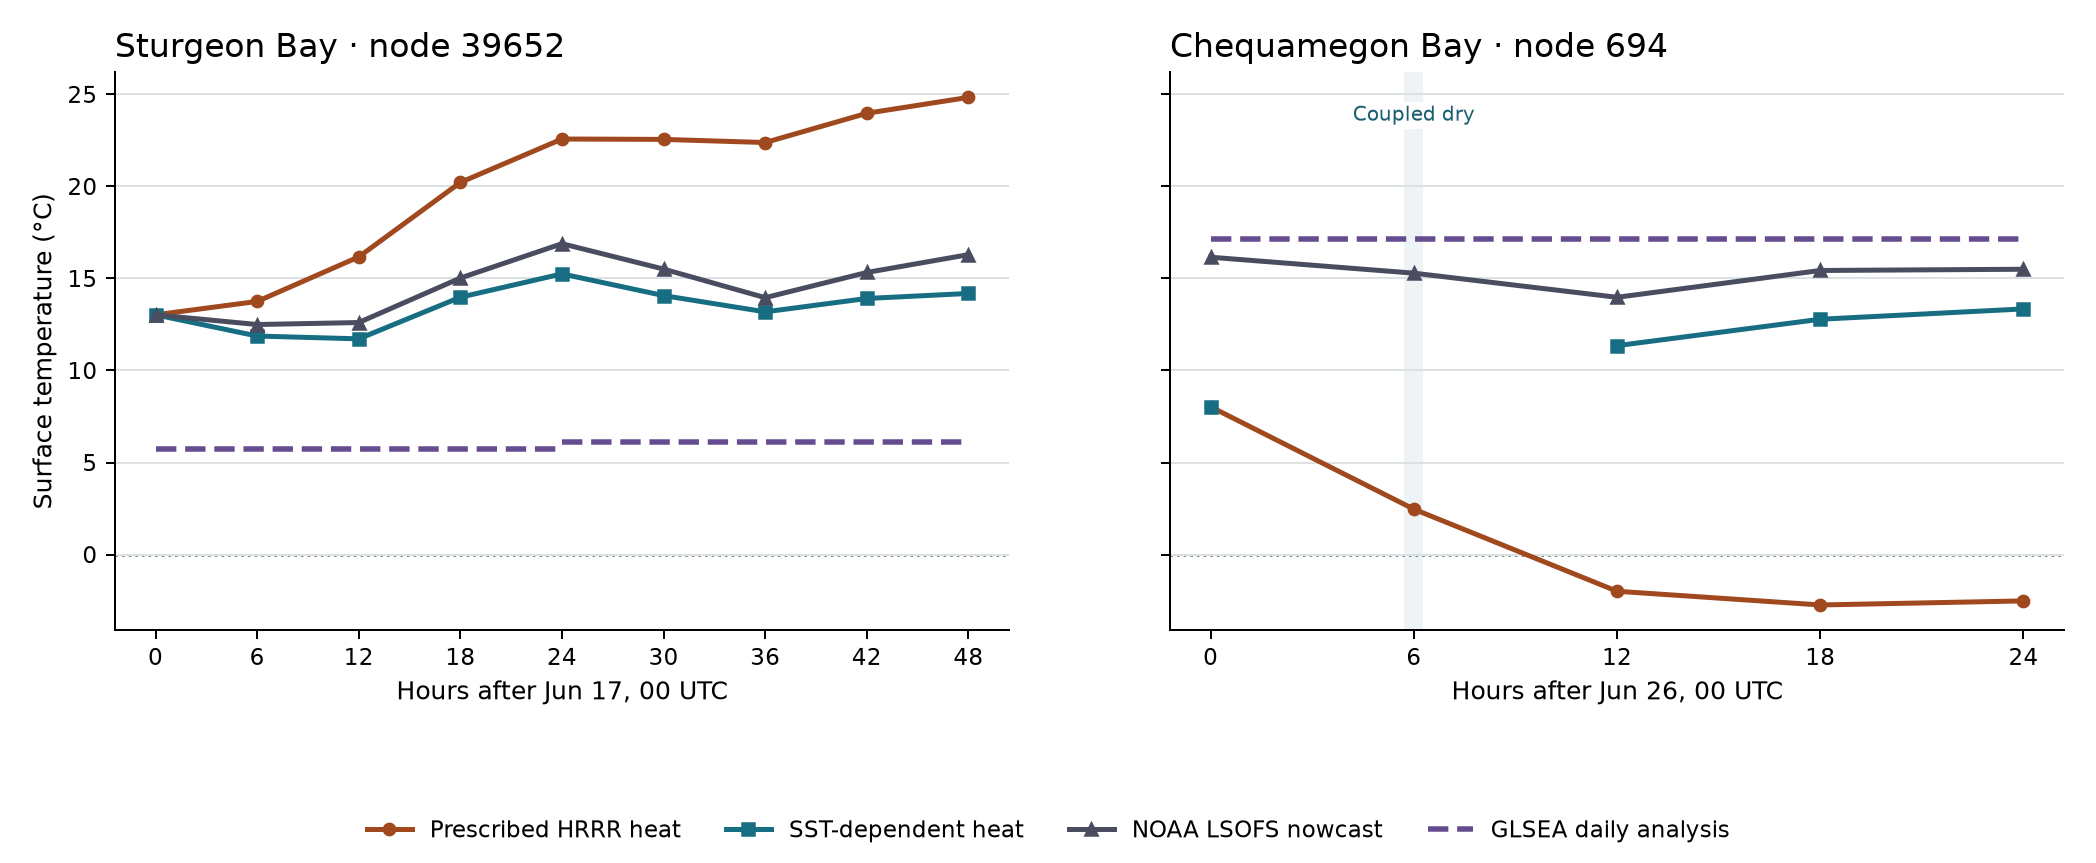 Sturgeon Bay · node 39652
Chequamegon Bay · node 694
Surface temperature (°C)
25
20
15
10
5
0
Coupled dry
0 6 12 18 24 30 36 42 48
0 6 12 18 24
Hours after Jun 17, 00 UTC
Hours after Jun 26, 00 UTC
Prescribed HRRR heat SST-dependent heat NOAA LSOFS nowcast GLSEA daily analysis